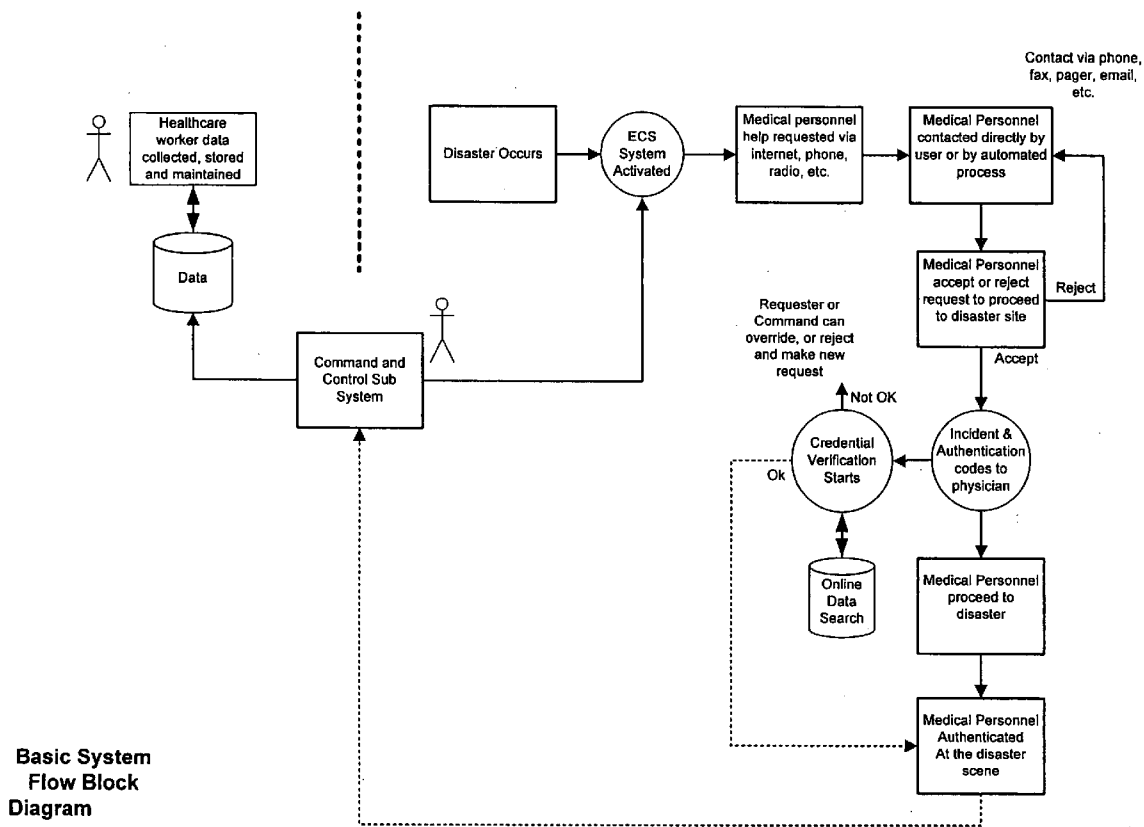 Contact via phone,
fax, pager, email,
etc.
Healthcare
worker data
collected, stored
and maintained
Data
Disaster Occurs
ECS
System
Activated
Medical personnel
help requested via
internet, phone,
radio, etc.
Medical Personnel
contacted directly by
user or by automated
process
Medical Personnel
accept or reject
request to proceed
to disaster site
Reject
Accept
Requester or
Command can
override, or reject
and make new
request
Command and
Control Sub
System
Not OK
Credential
Verification
Starts
Ok
Incident &
Authentication
codes to
physician
Online
Data
Search
Medical Personnel
proceed to
disaster
Medical Personnel
Authenticated
At the disaster
scene
Basic System
Flow Block
Diagram